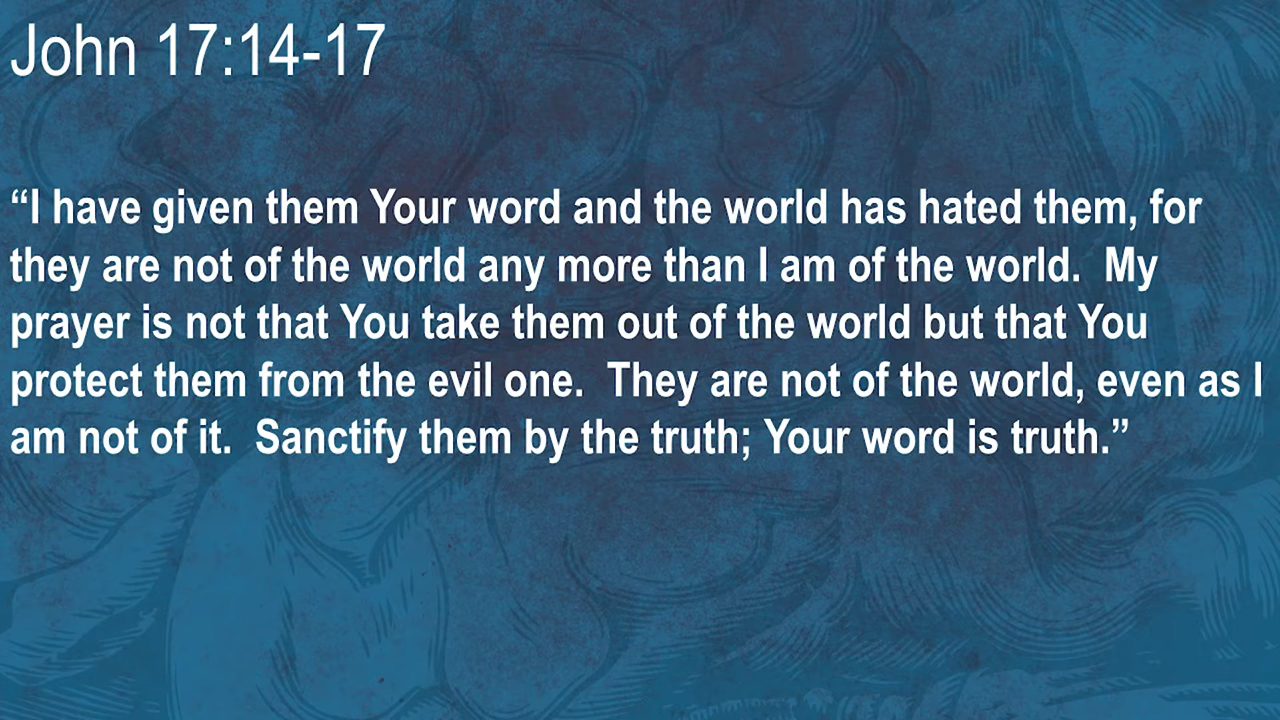 John 17:14-17
“I have given them Your word and the world has hated them, for
they are not of the world any more than I am of the world.  My
prayer is not that You take them out of the world but that You
protect them from the evil one.  They are not of the world, even as I
am not of it.  Sanctify them by the truth; Your word is truth.”